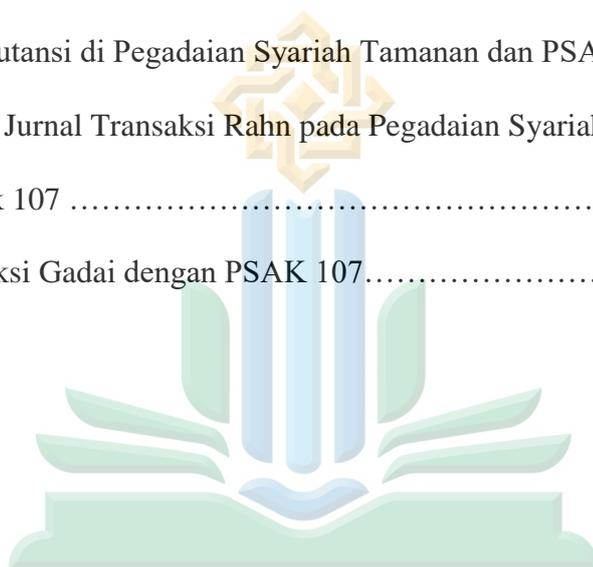 utansi di Pegadaian Syariah Tamanan dan PSA
Jurnal Transaksi Rahn pada Pegadaian Syariah
k 107 ……………………………………………
ksi Gadai dengan PSAK 107……………………